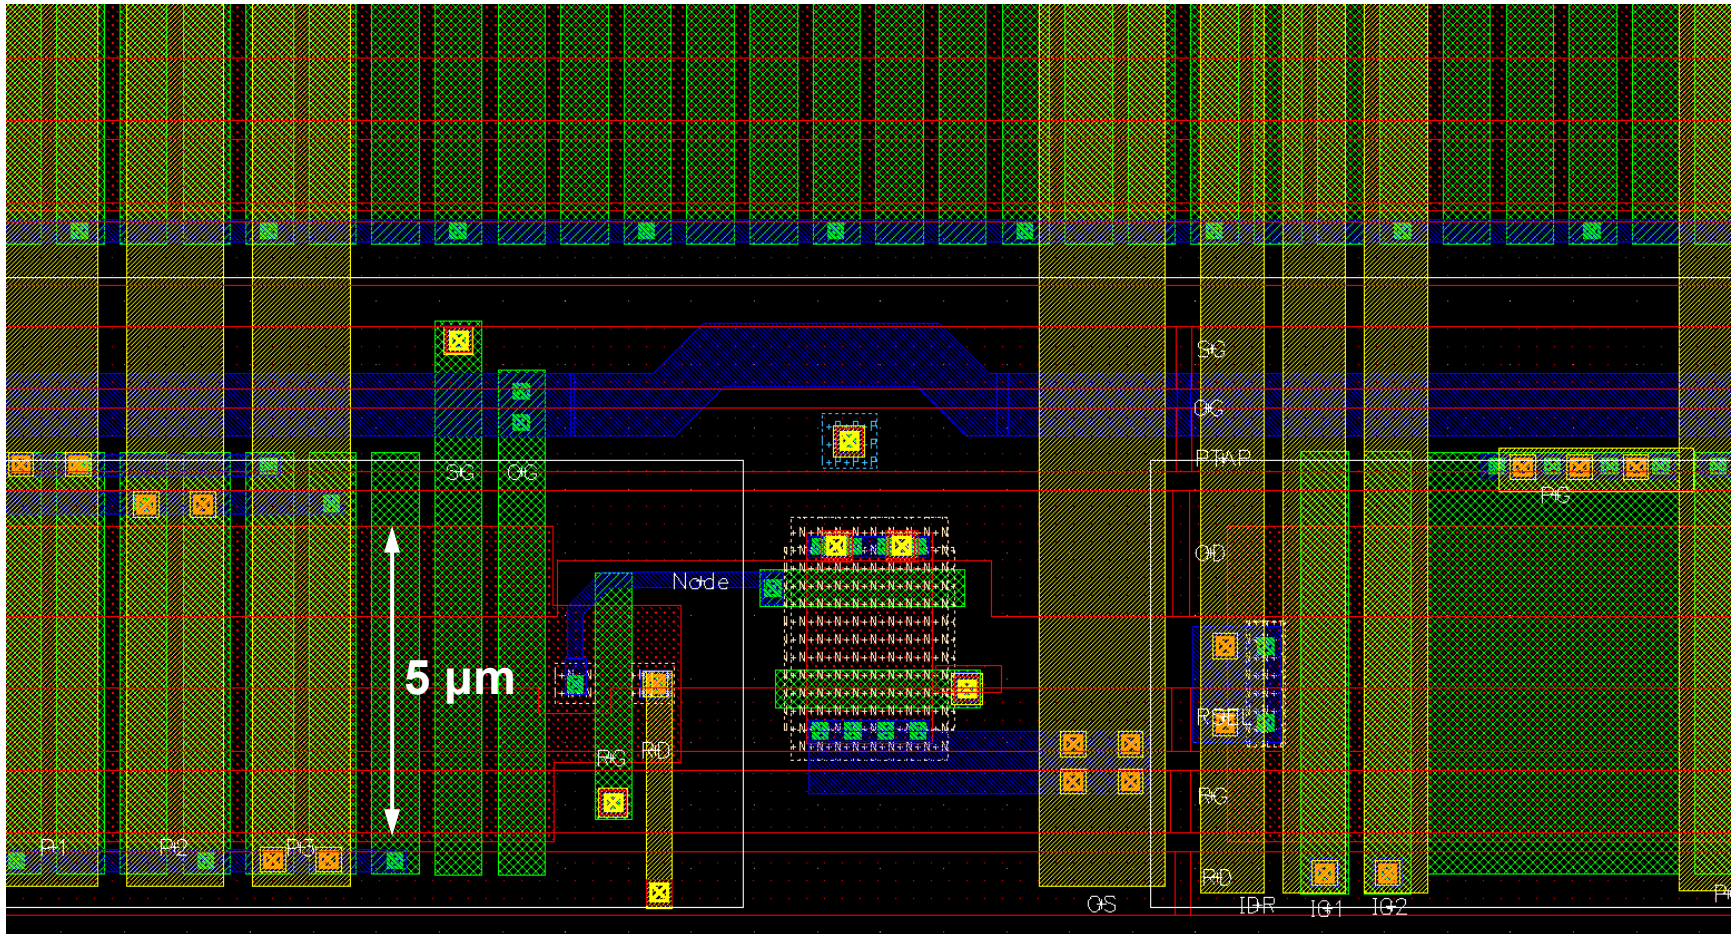 SG
OG
PTAP
SG OG
PG
OD
Node
5 µm
RSEL
RD
RG
RG
P1 P2 P3
RD
OS IDR IG1 IG2